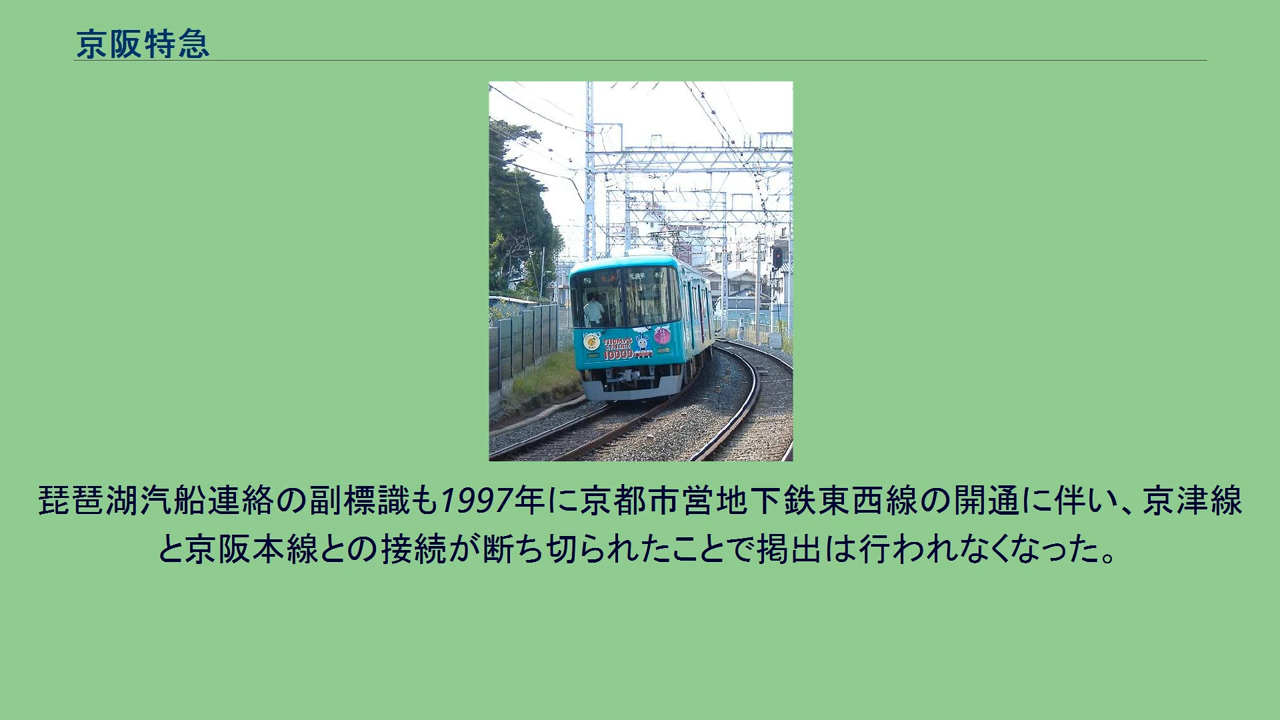 京阪特急
THOMAS
10000
琵琶湖汽船連絡の副標識も1997年に京都市営地下鉄東西線の開通に伴い、京津線
と京阪本線との接続が断ち切られたことで掲出は行われなくなった。